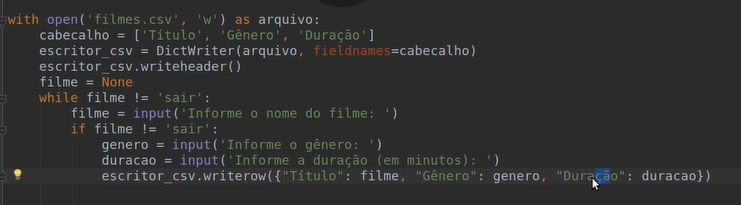 with open('filmes.csv', 'w') as arquivo:
    cabecalho = ['Título', 'Gênero', 'Duração']
    escritor_csv = DictWriter(arquivo, fieldnames=cabecalho)
    escritor_csv.writeheader()
    filme = None
    while filme != 'sair':
        filme = input('Informe o nome do filme: ')
        if filme != 'sair':
            genero = input('Informe o gênero: ')
            duracao = input('Informe a duração (em minutos): ')
            escritor_csv.writerow({"Título": filme, "Gênero": genero, "Duração": duracao})